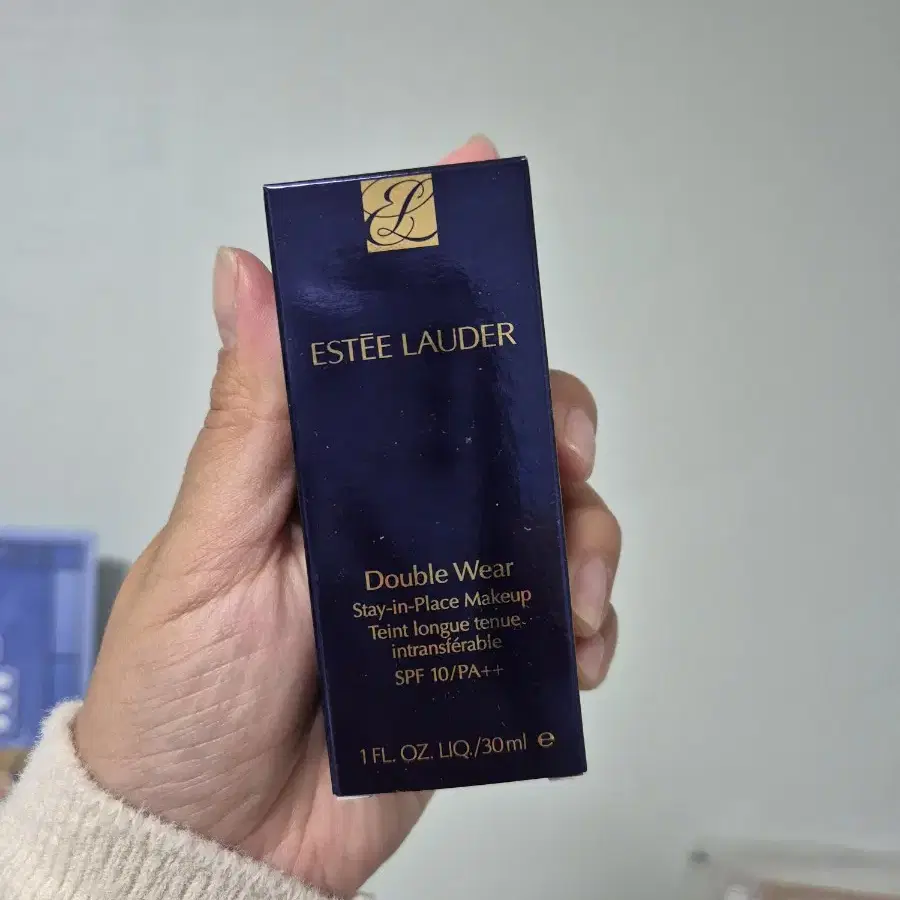 EL
ESTĒE LAUDER
Double Wear
Stay-in-Place Makeup
Teint longue tenue
intransférable
SPF 10/PA++
1 FL. OZ. LIQ./30 ml ℮